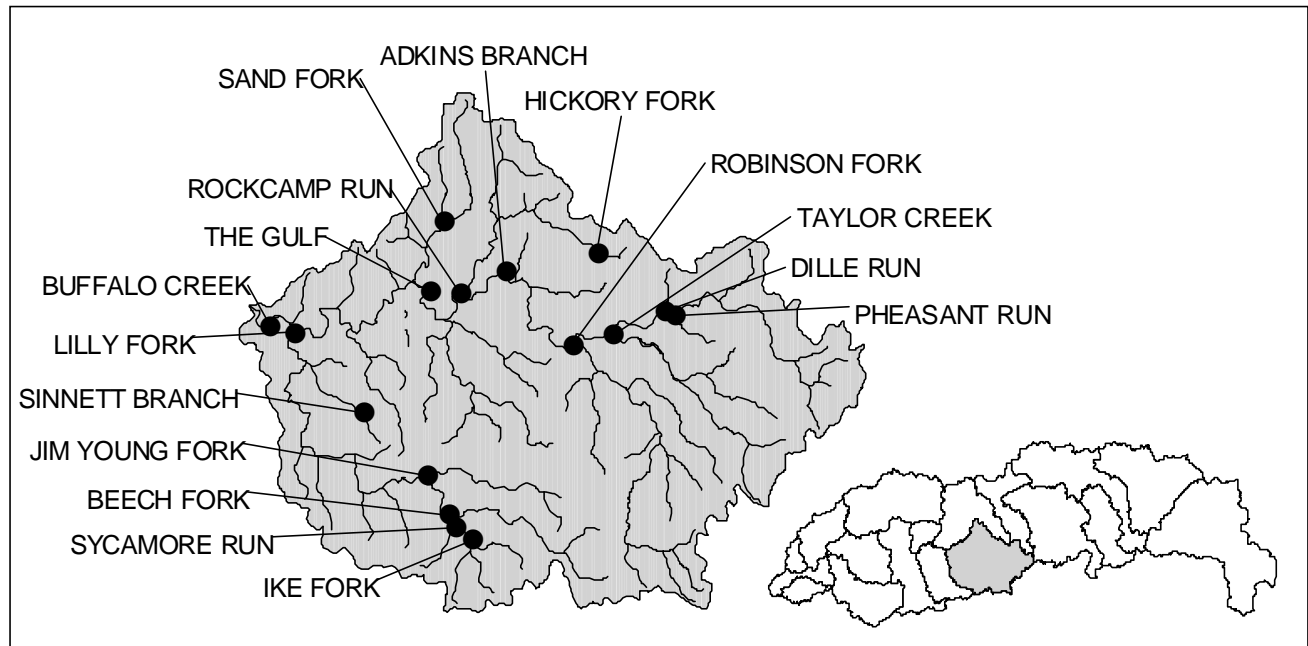 ADKINS BRANCH
SAND FORK
HICKORY FORK
ROBINSON FORK
ROCKCAMP RUN
TAYLOR CREEK
THE GULF
DILLE RUN
BUFFALO CREEK
PHEASANT RUN
LILLY FORK
SINNETT BRANCH
JIM YOUNG FORK
BEECH FORK
SYCAMORE RUN
IKE FORK